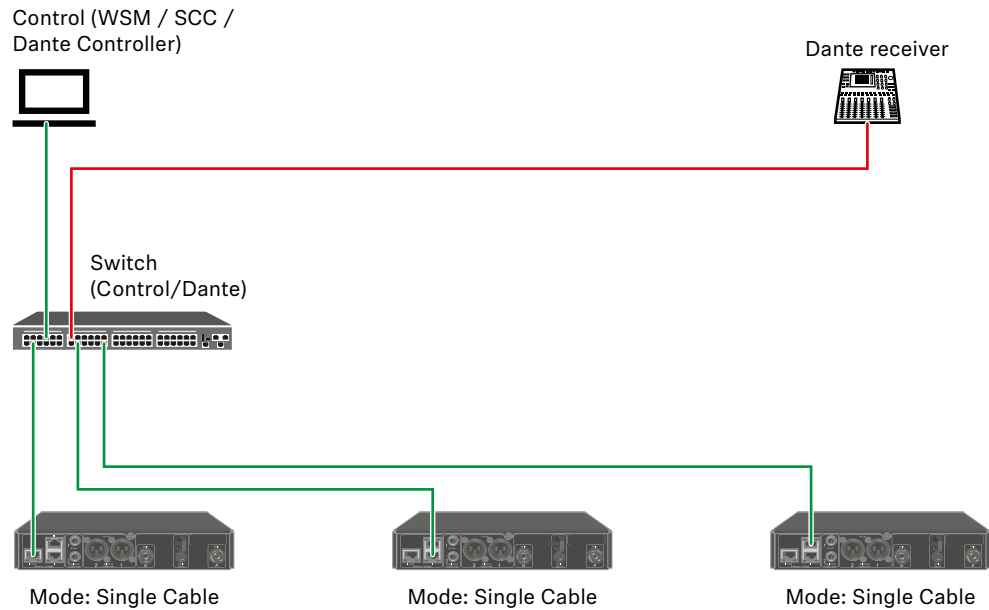 Control (WSM / SCC /
Dante Controller)
Dante receiver
Switch
(Control/Dante)
Mode: Single Cable
Mode: Single Cable
Mode: Single Cable